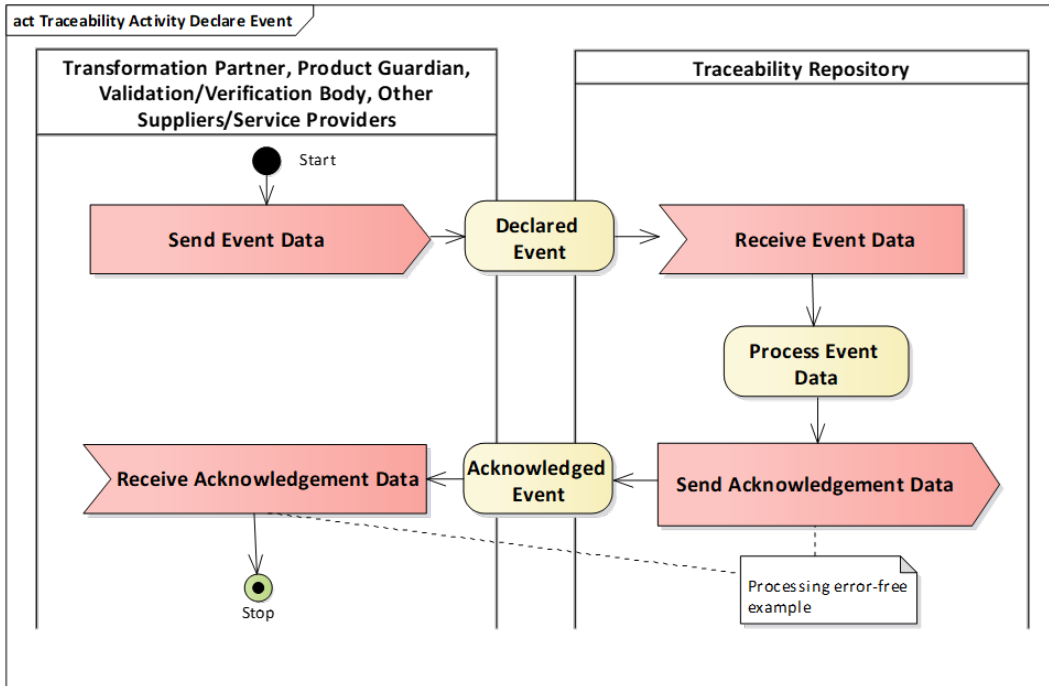 act Traceability Activity Declare Event
Transformation Partner, Product Guardian,
Validation/Verification Body, Other
Suppliers/Service Providers
Traceability Repository
Start
Send Event Data
Declared
Event
Receive Event Data
Process Event
Data
Receive Acknowledgement Data
Acknowledged
Event
Send Acknowledgement Data
Processing error-free
example
Stop